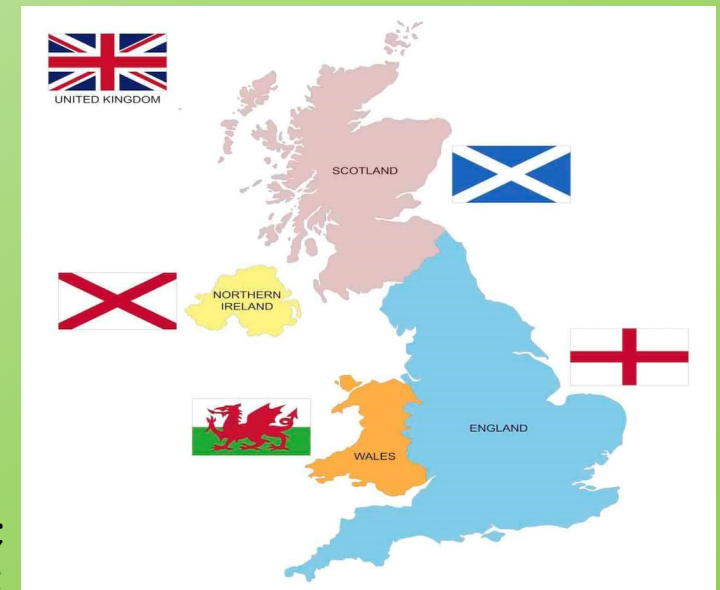 UNITED KINGDOM
SCOTLAND
NORTHERN
IRELAND
ENGLAND
WALES
;